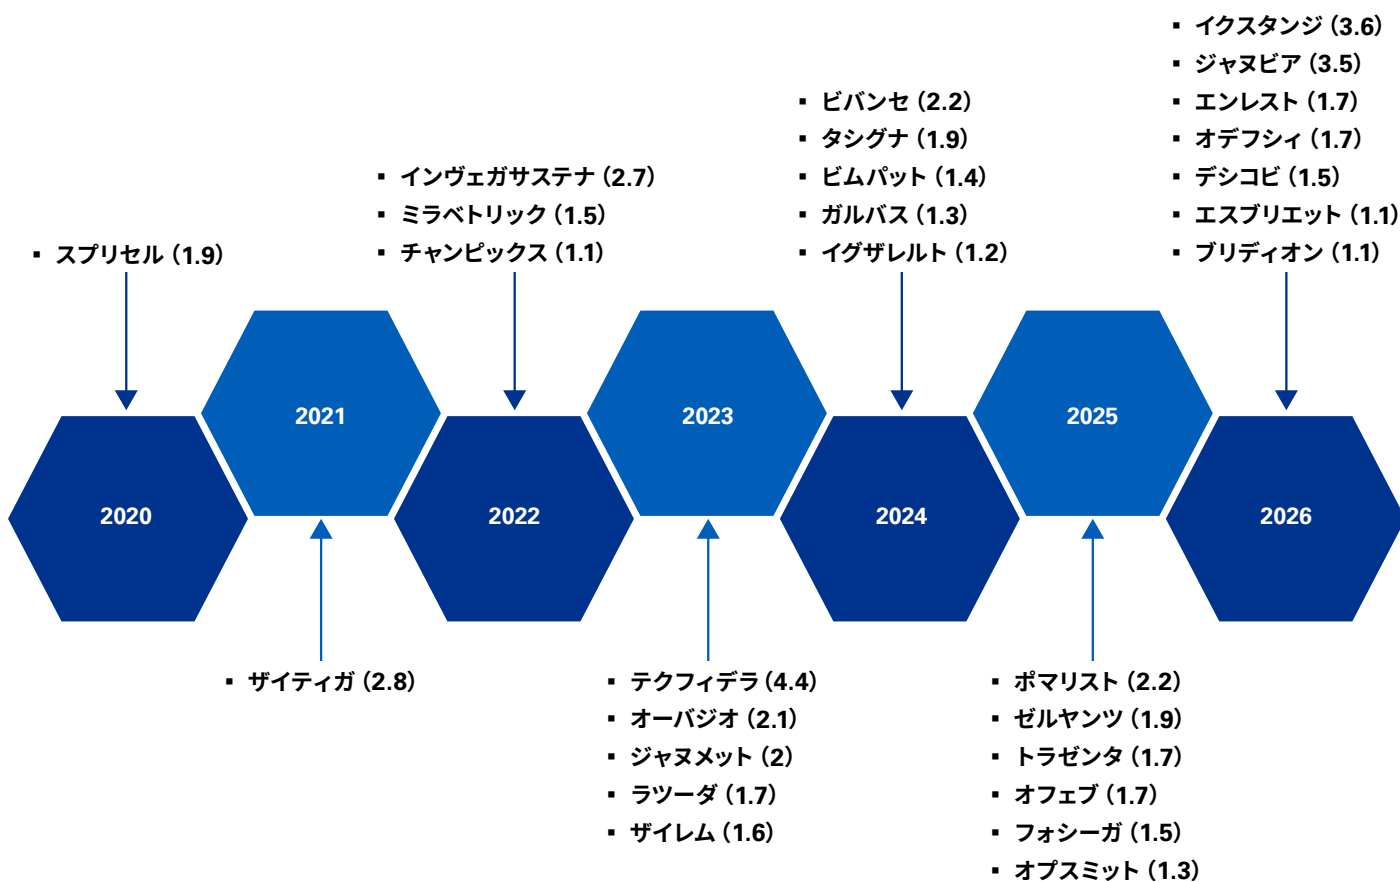 ▪ スプリセル（1.9）
2020
2021
▪ ザイティガ（2.8）
▪ インヴェガサステナ（2.7）
▪ ミラベトリック（1.5）
▪ チャンピックス（1.1）
2022
2023
▪ テクフィデラ（4.4）
▪ オーバジオ（2.1）
▪ ジャヌメット（2）
▪ ラツーダ（1.7）
▪ ザイレム（1.6）
▪ ビバンセ（2.2）
▪ タシグナ（1.9）
▪ ビムパット（1.4）
▪ ガルバス（1.3）
▪ イグザレルト（1.2）
2024
2025
▪ ポマリスト（2.2）
▪ ゼルヤンツ（1.9）
▪ トラゼンタ（1.7）
▪ オフェブ（1.7）
▪ フォシーガ（1.5）
▪ オプスミット（1.3）
▪ イクスタンジ（3.6）
▪ ジャヌビア（3.5）
▪ エンレスト（1.7）
▪ オデフシィ（1.7）
▪ デシコビ（1.5）
▪ エスブリエット（1.1）
▪ ブリディオン（1.1）
2026